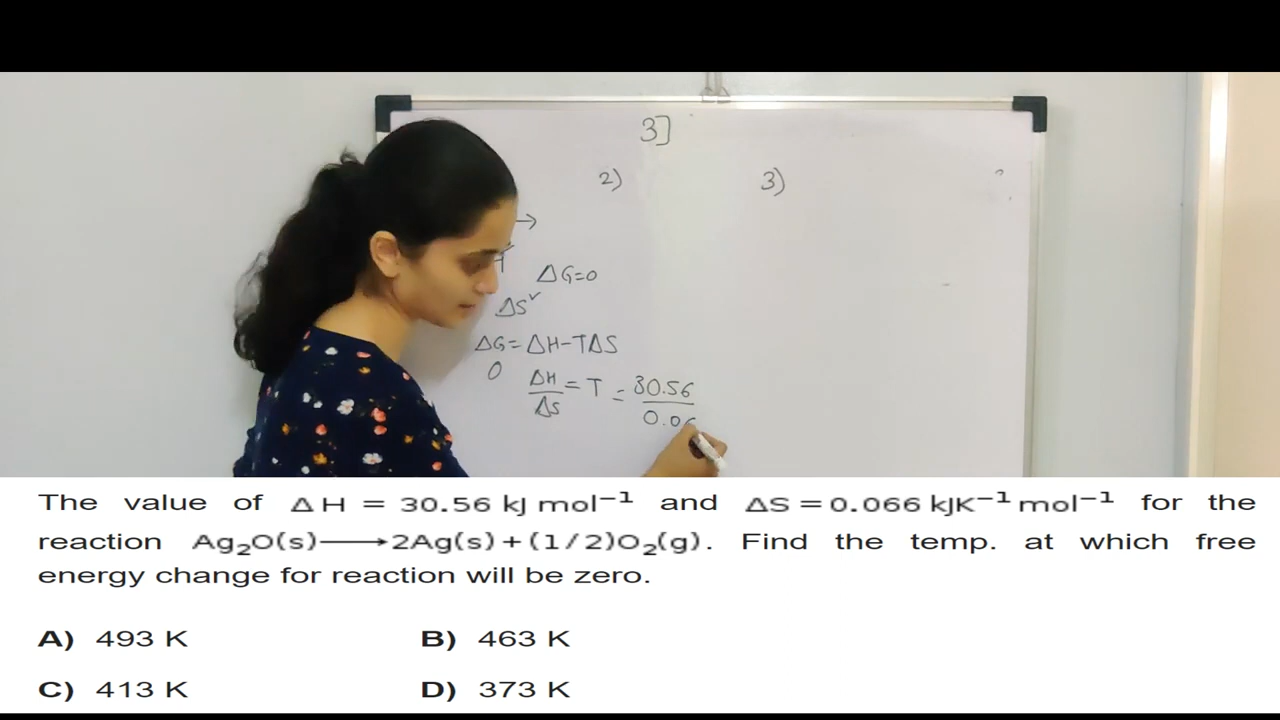 3]
2) 3)
→
ΔG=0
ΔS✓
ΔG=ΔH-TΔS
0 ΔH/ΔS = T = 30.56/0.06
The value of ΔH = 30.56 kJ mol⁻¹ and ΔS = 0.066 kJK⁻¹ mol⁻¹ for the
reaction Ag₂O(s)⟶2Ag(s)+(1/2)O₂(g). Find the temp. at which free
energy change for reaction will be zero.
A) 493 K B) 463 K
C) 413 K D) 373 K